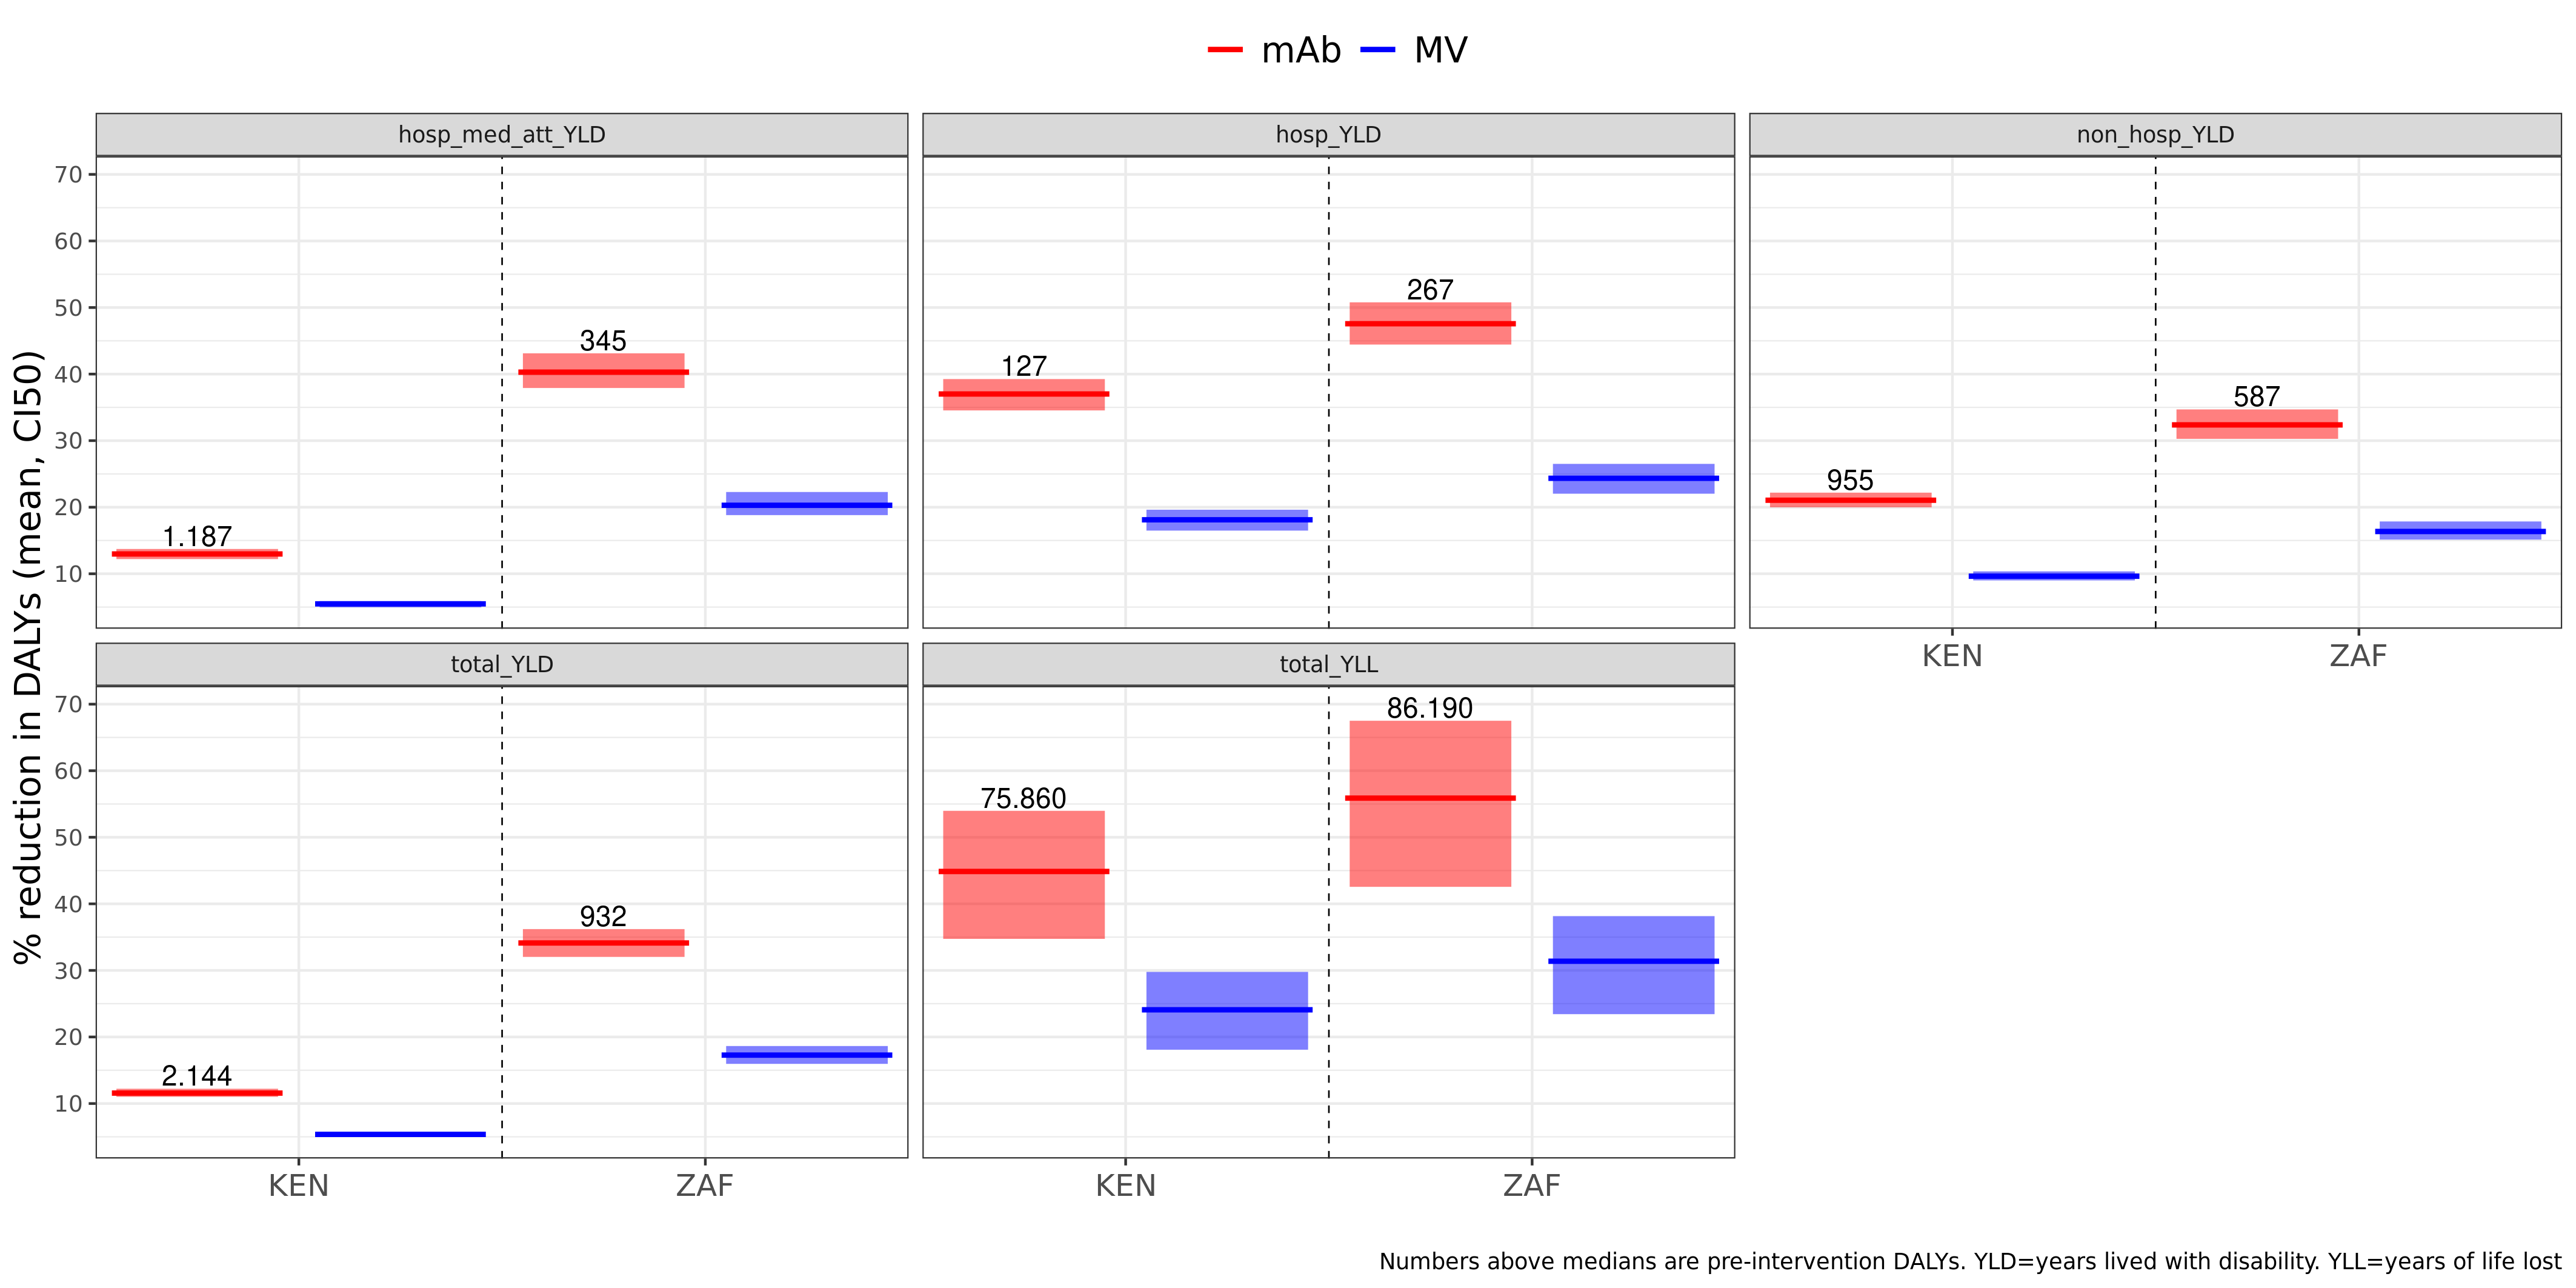 mAb MV
% reduction in DALYs (mean, CI50)
hosp_med_att_YLD
hosp_YLD
non_hosp_YLD
70
60
50
40
30
20
10
1.187
345
127
267
955
587
KEN
ZAF
total_YLD
total_YLL
70
60
50
40
30
20
10
2.144
932
75.860
86.190
KEN
ZAF
KEN
ZAF
Numbers above medians are pre-intervention DALYs. YLD=years lived with disability. YLL=years of life lost